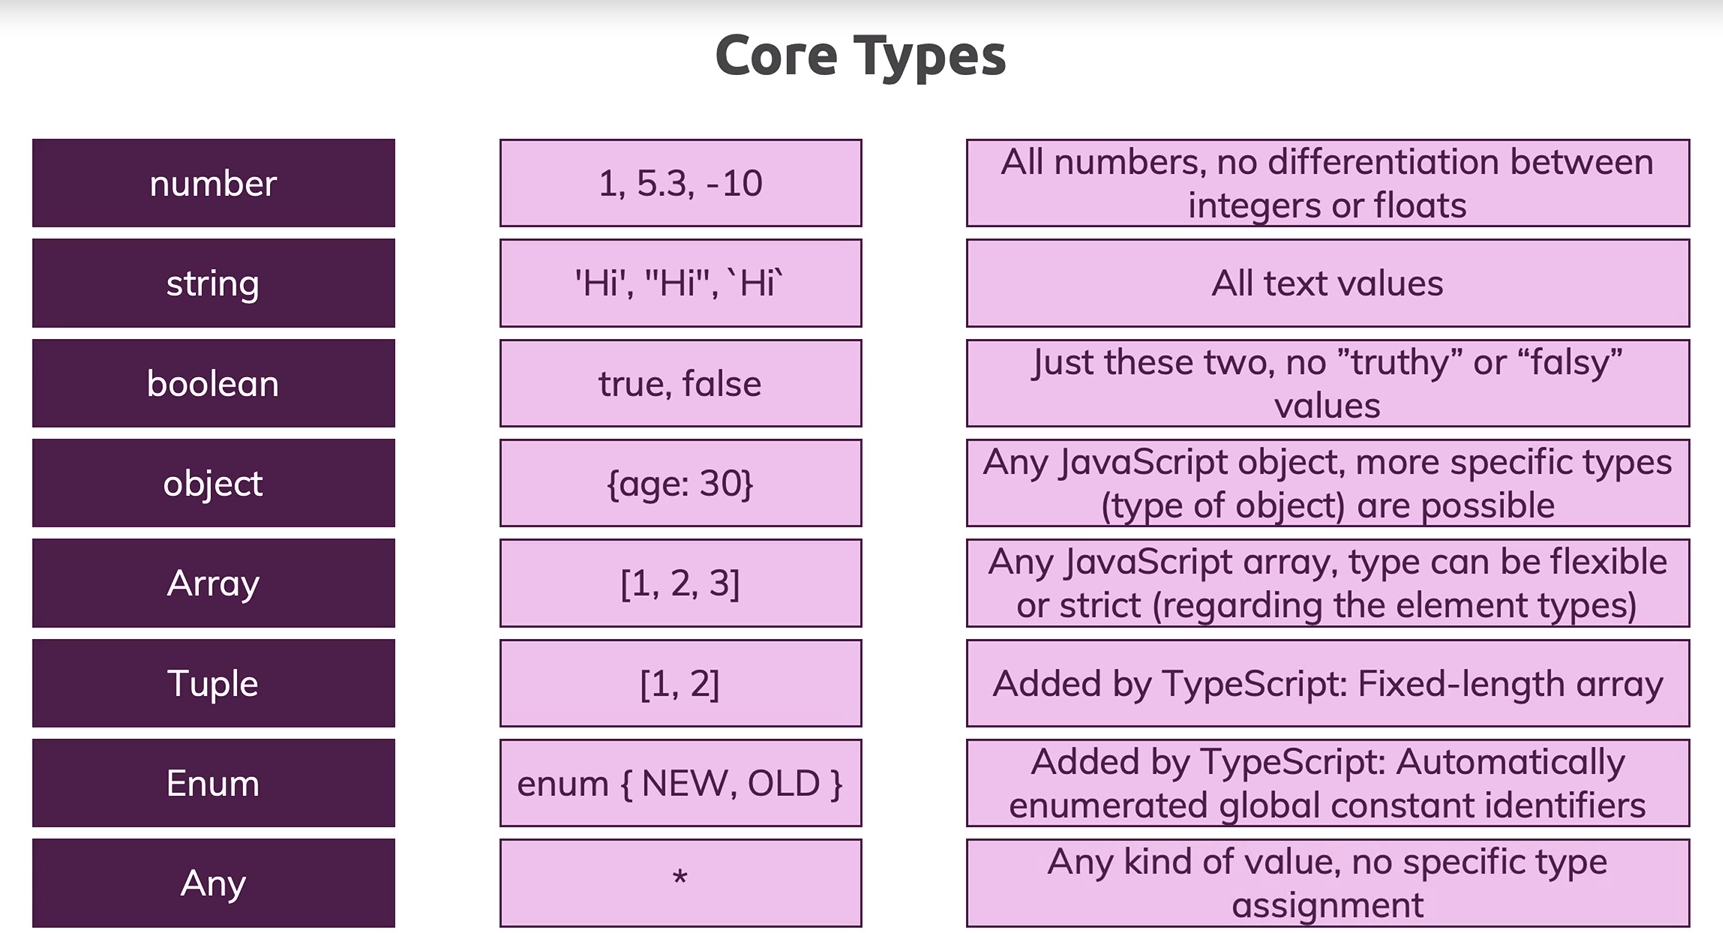 Core Types
number
1, 5.3, -10
All numbers, no differentiation between
integers or floats
string
'Hi', "Hi", `Hi`
All text values
boolean
true, false
Just these two, no ”truthy” or “falsy”
values
object
{age: 30}
Any JavaScript object, more specific types
(type of object) are possible
Array
[1, 2, 3]
Any JavaScript array, type can be flexible
or strict (regarding the element types)
Tuple
[1, 2]
Added by TypeScript: Fixed-length array
Enum
enum { NEW, OLD }
Added by TypeScript: Automatically
enumerated global constant identifiers
Any
*
Any kind of value, no specific type
assignment